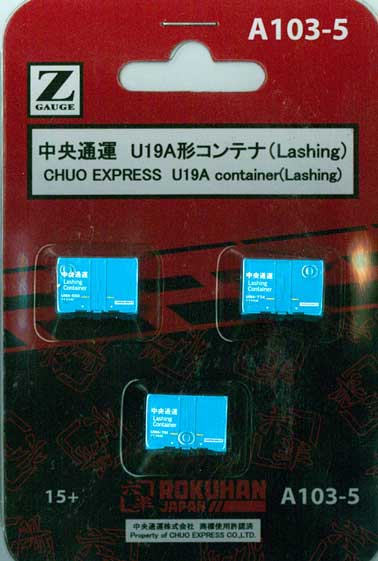 A103-5
Z
GAUGE
中央通運 U19A形コンテナ(Lashing)
CHUO EXPRESS U19A container(Lashing)
中央通運
Lashing
Container
中央通運
Lashing
Container
中央通運
Lashing
Container
15+
ROKUHAN
JAPAN
A103-5
中央通運株式会社 商標使用許諾済
Property of CHUO EXPRESS CO.,LTD.